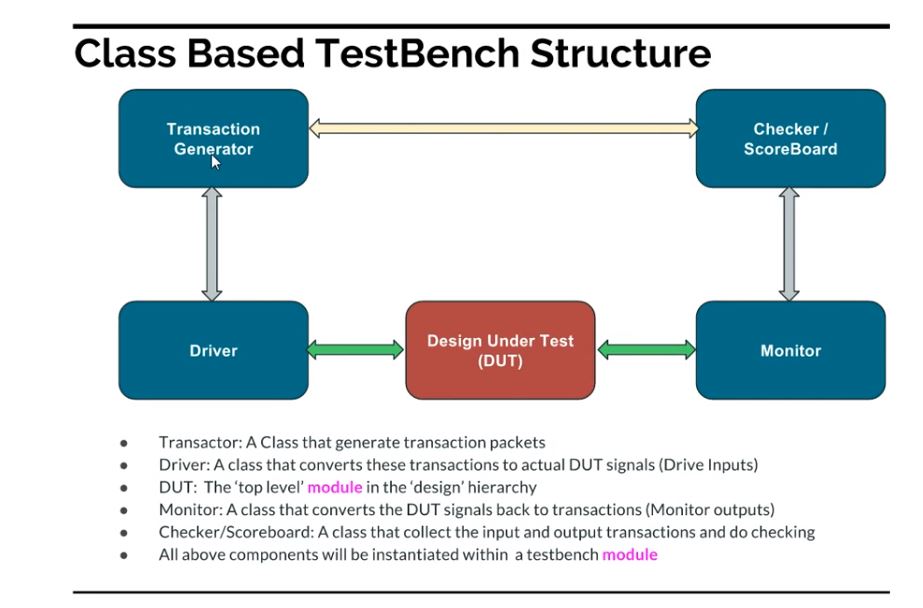 Class Based TestBench Structure
Transaction
Generator
Checker /
ScoreBoard
Driver
Design Under Test
(DUT)
Monitor
● Transactor: A Class that generate transaction packets
● Driver: A class that converts these transactions to actual DUT signals (Drive Inputs)
● DUT: The ‘top level’ module in the ‘design’ hierarchy
● Monitor: A class that converts the DUT signals back to transactions (Monitor outputs)
● Checker/Scoreboard: A class that collect the input and output transactions and do checking
● All above components will be instantiated within a testbench module